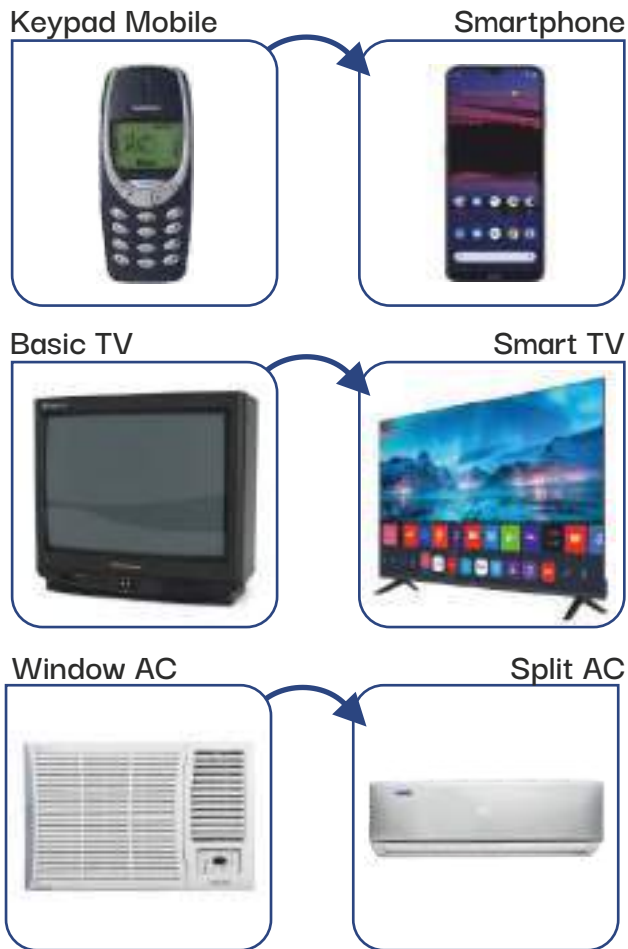 Keypad Mobile
Smartphone
Basic TV
Smart TV
Window AC
Split AC